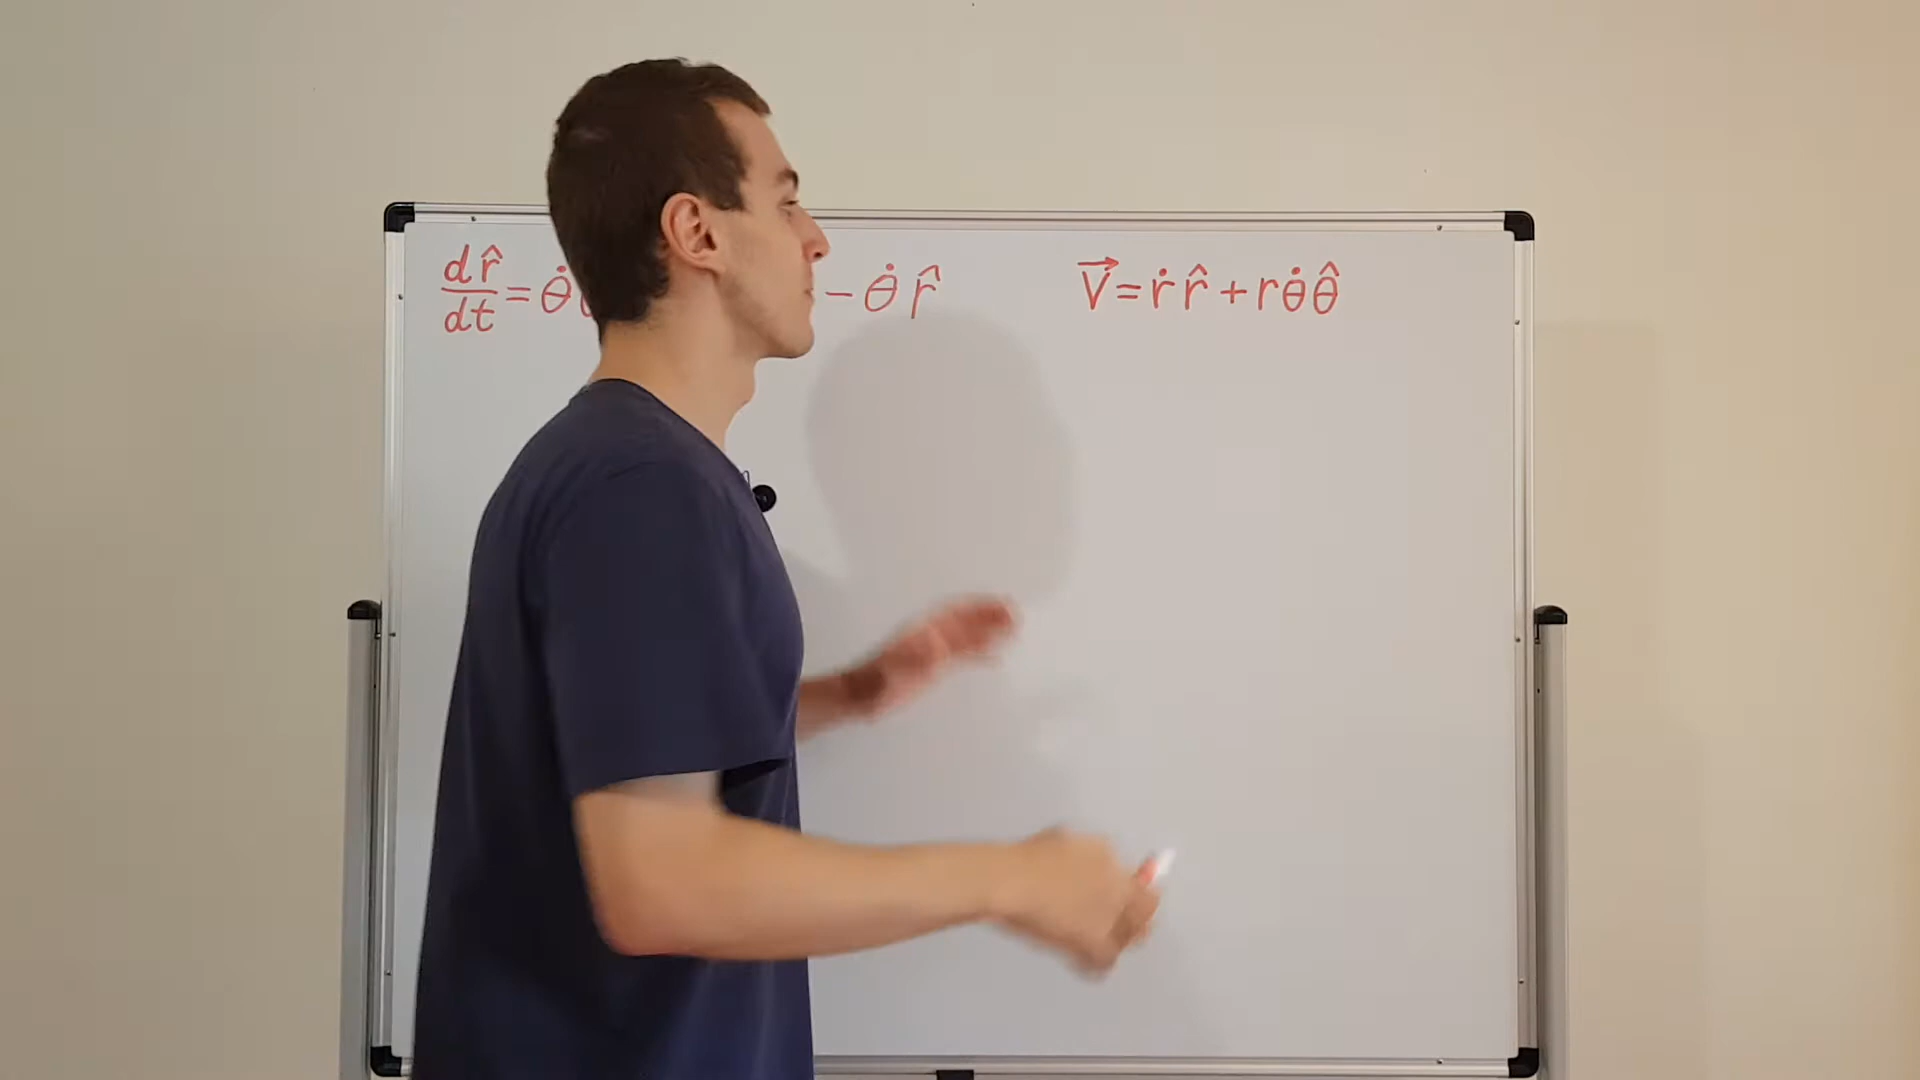 dr̂/dt = θ̇ − θ̇ r̂ V⃗ = ṙ r̂ + r θ̇ θ̂